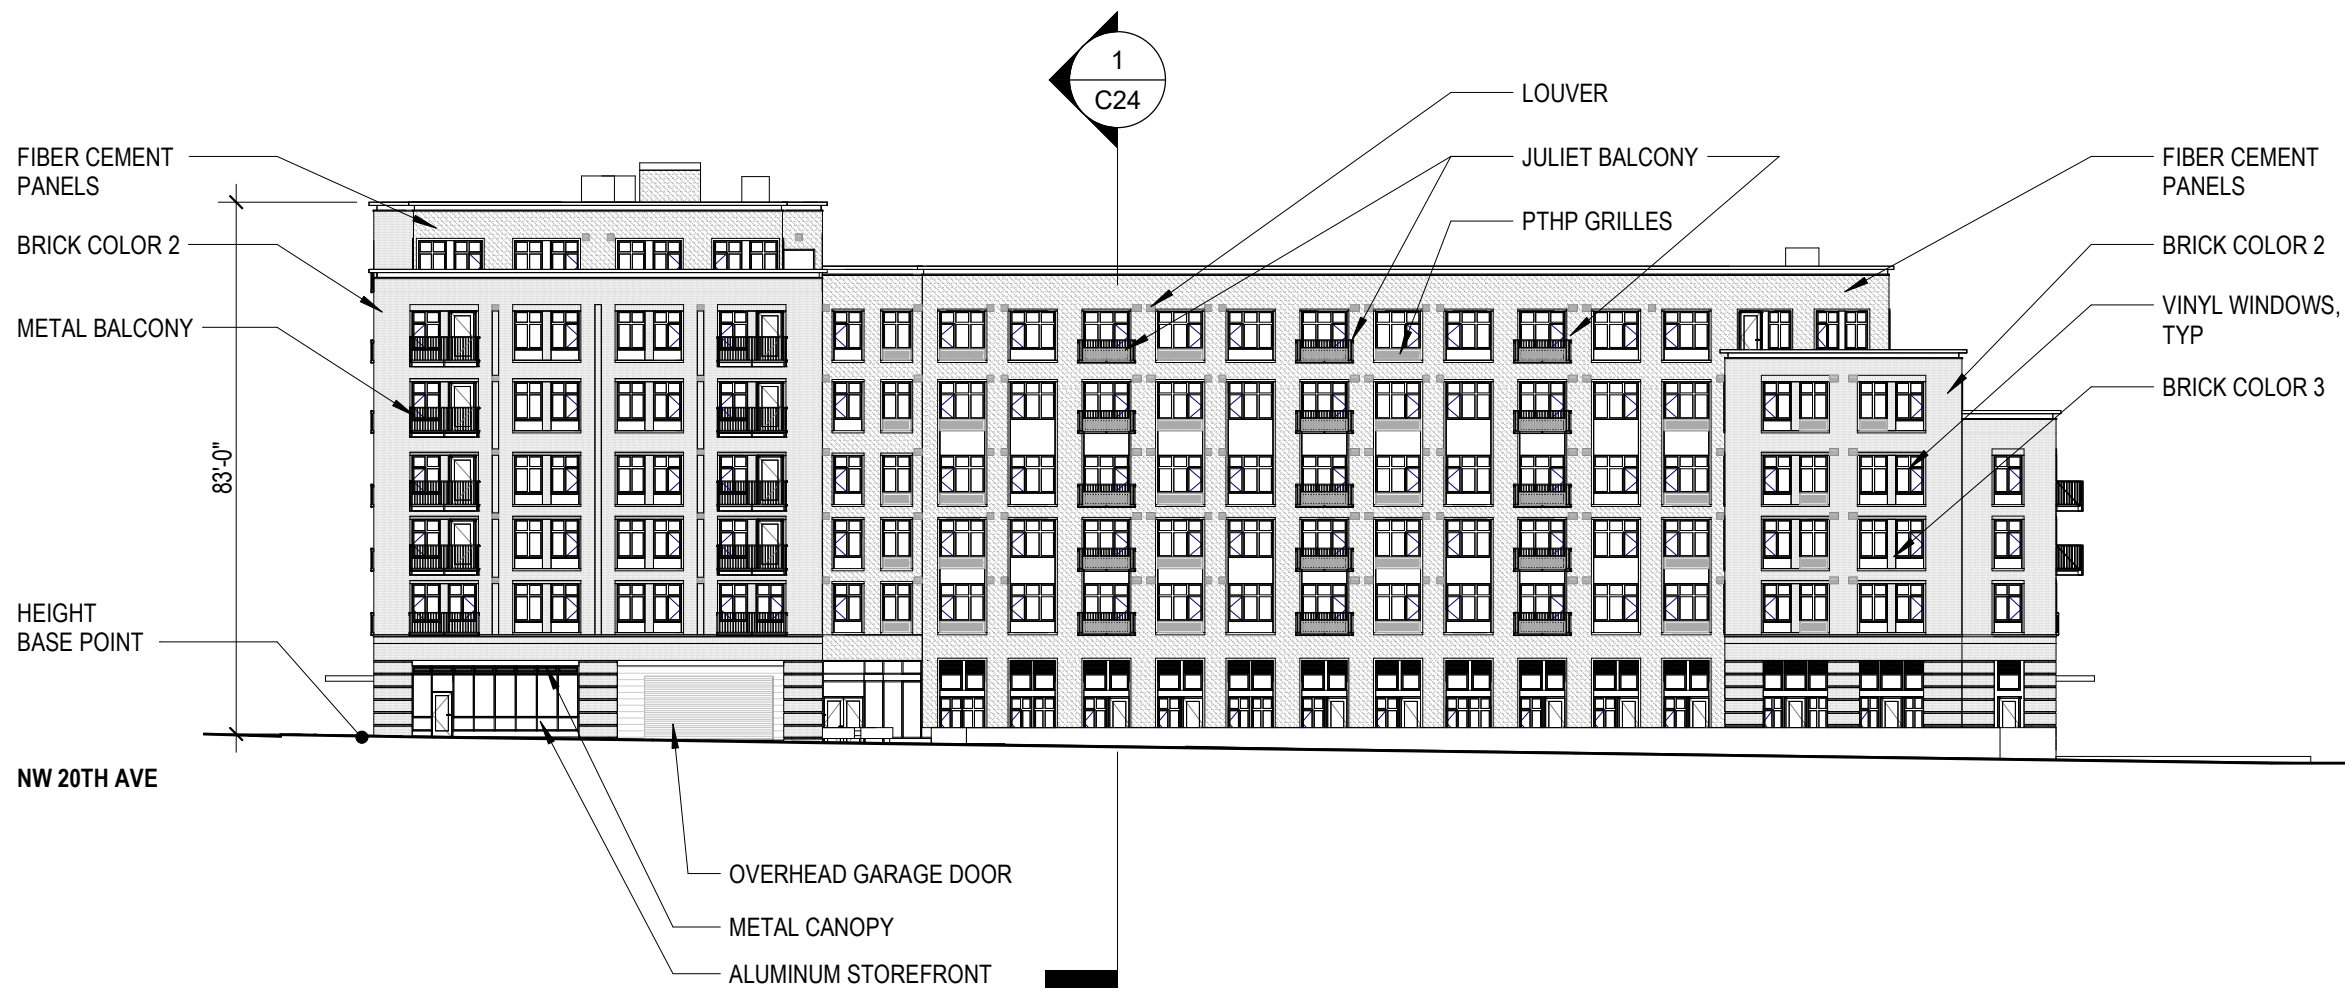 1
C24
LOUVER
FIBER CEMENT
PANELS
JULIET BALCONY
FIBER CEMENT
PANELS
PTHP GRILLES
BRICK COLOR 2
BRICK COLOR 2
METAL BALCONY
VINYL WINDOWS,
TYP
BRICK COLOR 3
83'-0"
HEIGHT
BASE POINT
NW 20TH AVE
OVERHEAD GARAGE DOOR
METAL CANOPY
ALUMINUM STOREFRONT